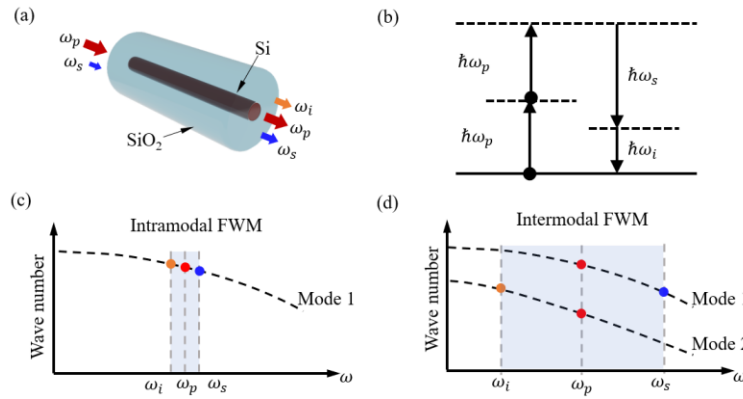 (a)
ω_p
ω_s
Si
SiO₂
ω_i
ω_p
ω_s
(b)
ħω_p
ħω_s
ħω_p
ħω_i
(c)
Intramodal FWM
Wave number
Mode 1
ω_i ω_p ω_s ω
(d)
Intermodal FWM
Wave number
Mode
Mode 2
ω_i ω_p ω_s ω